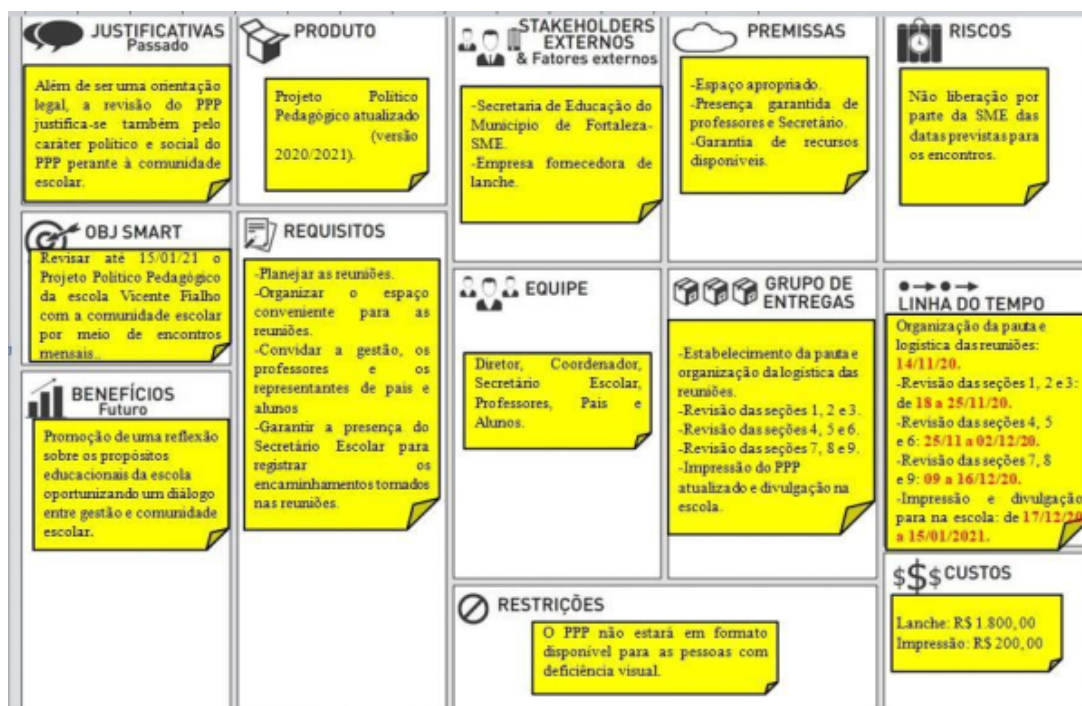 JUSTIFICATIVAS
Passado
Além de ser uma orientação
legal, a revisão do PPP
justifica-se também pelo
caráter político e social do
PPP perante à comunidade
escolar.
PRODUTO
Projeto Político
Pedagógico atualizado
(versão
2020/2021).
STAKEHOLDERS
EXTERNOS
& Fatores externos
-Secretaria de Educação do
Município de Fortaleza-
SME.
-Empresa fornecedora de
lanche.
PREMISSAS
-Espaço apropriado.
-Presença garantida de
professores e Secretário.
-Garantia de recursos
disponíveis.
RISCOS
Não liberação por
parte da SME das
datas previstas para
os encontros.
OBJ SMART
Revisar até 15/01/21 o
Projeto Político Pedagógico
da escola Vicente Fialho
com a comunidade escolar
por meio de encontros
mensais..
REQUISITOS
-Planejar as reuniões.
-Organizar o espaço
conveniente para as
reuniões.
-Convidar a gestão, os
professores e os
representantes de pais e
alunos
-Garantir a presença do
Secretário Escolar para
registrar os
encaminhamentos tomados
nas reuniões.
EQUIPE
Diretor, Coordenador,
Secretário Escolar,
Professores, Pais e
Alunos.
GRUPO DE
ENTREGAS
-Estabelecimento da pauta e
organização da logística das
reuniões.
-Revisão das seções 1, 2 e 3.
-Revisão das seções 4, 5 e 6.
-Revisão das seções 7, 8 e 9.
-Impressão do PPP
atualizado e divulgação na
escola.
LINHA DO TEMPO
Organização da pauta e
logística das reuniões:
14/11/20.
-Revisão das seções 1, 2 e 3:
de 18 a 25/11/20.
-Revisão das seções 4, 5
e 6: 25/11 a 02/12/20.
-Revisão das seções 7, 8
e 9: 09 a 16/12/20.
-Impressão e divulgação
para na escola: de 17/12/20
a 15/01/2021.
BENEFÍCIOS
Futuro
Promoção de uma reflexão
sobre os propósitos
educacionais da escola
oportunizando um diálogo
entre gestão e comunidade
escolar.
RESTRIÇÕES
O PPP não estará em formato
disponível para as pessoas com
deficiência visual.
$$$ CUSTOS
Lanche: R$ 1.800,00
Impressão: R$ 200,00